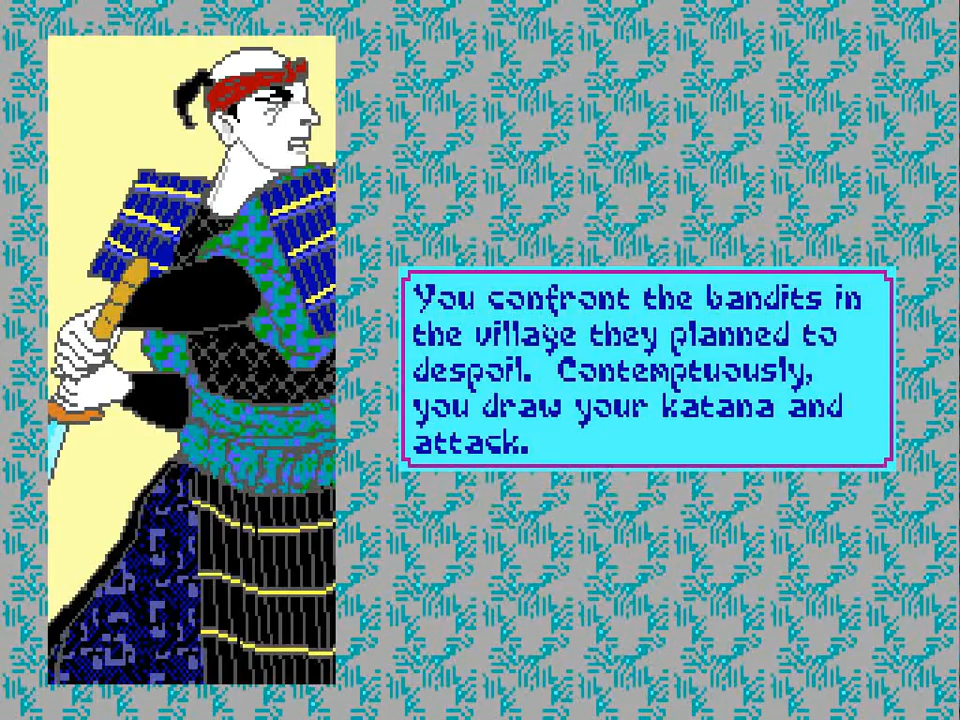 You confront the bandits in
the village they planned to
despoil.  Contemptuously,
you draw your katana and
attack.